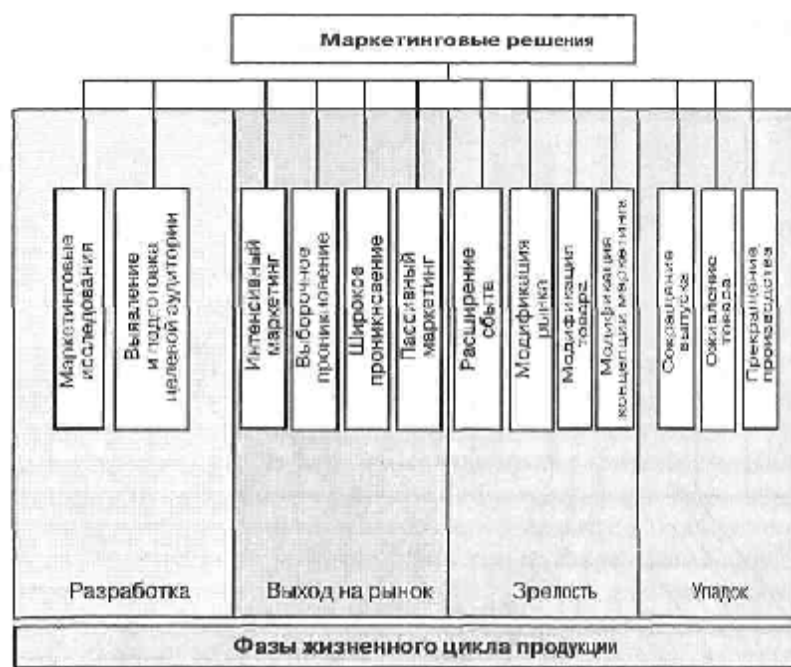 Маркетинговые решения
Маркетинговые
исследования
Выявление
и подготовка
целевой аудитории
Интенсивный
маркетинг
Выборочное
проникновение
Широкое
проникновение
Пассивный
маркетинг
Расширение
сбыта
Модификация
рынка
Модификация
товара
Модификация
концепции маркетинга
Сокращение
выпуска
Оживление
товара
Прекращение
производства
Разработка
Выход на рынок
Зрелость
Упадок
Фазы жизненного цикла продукции